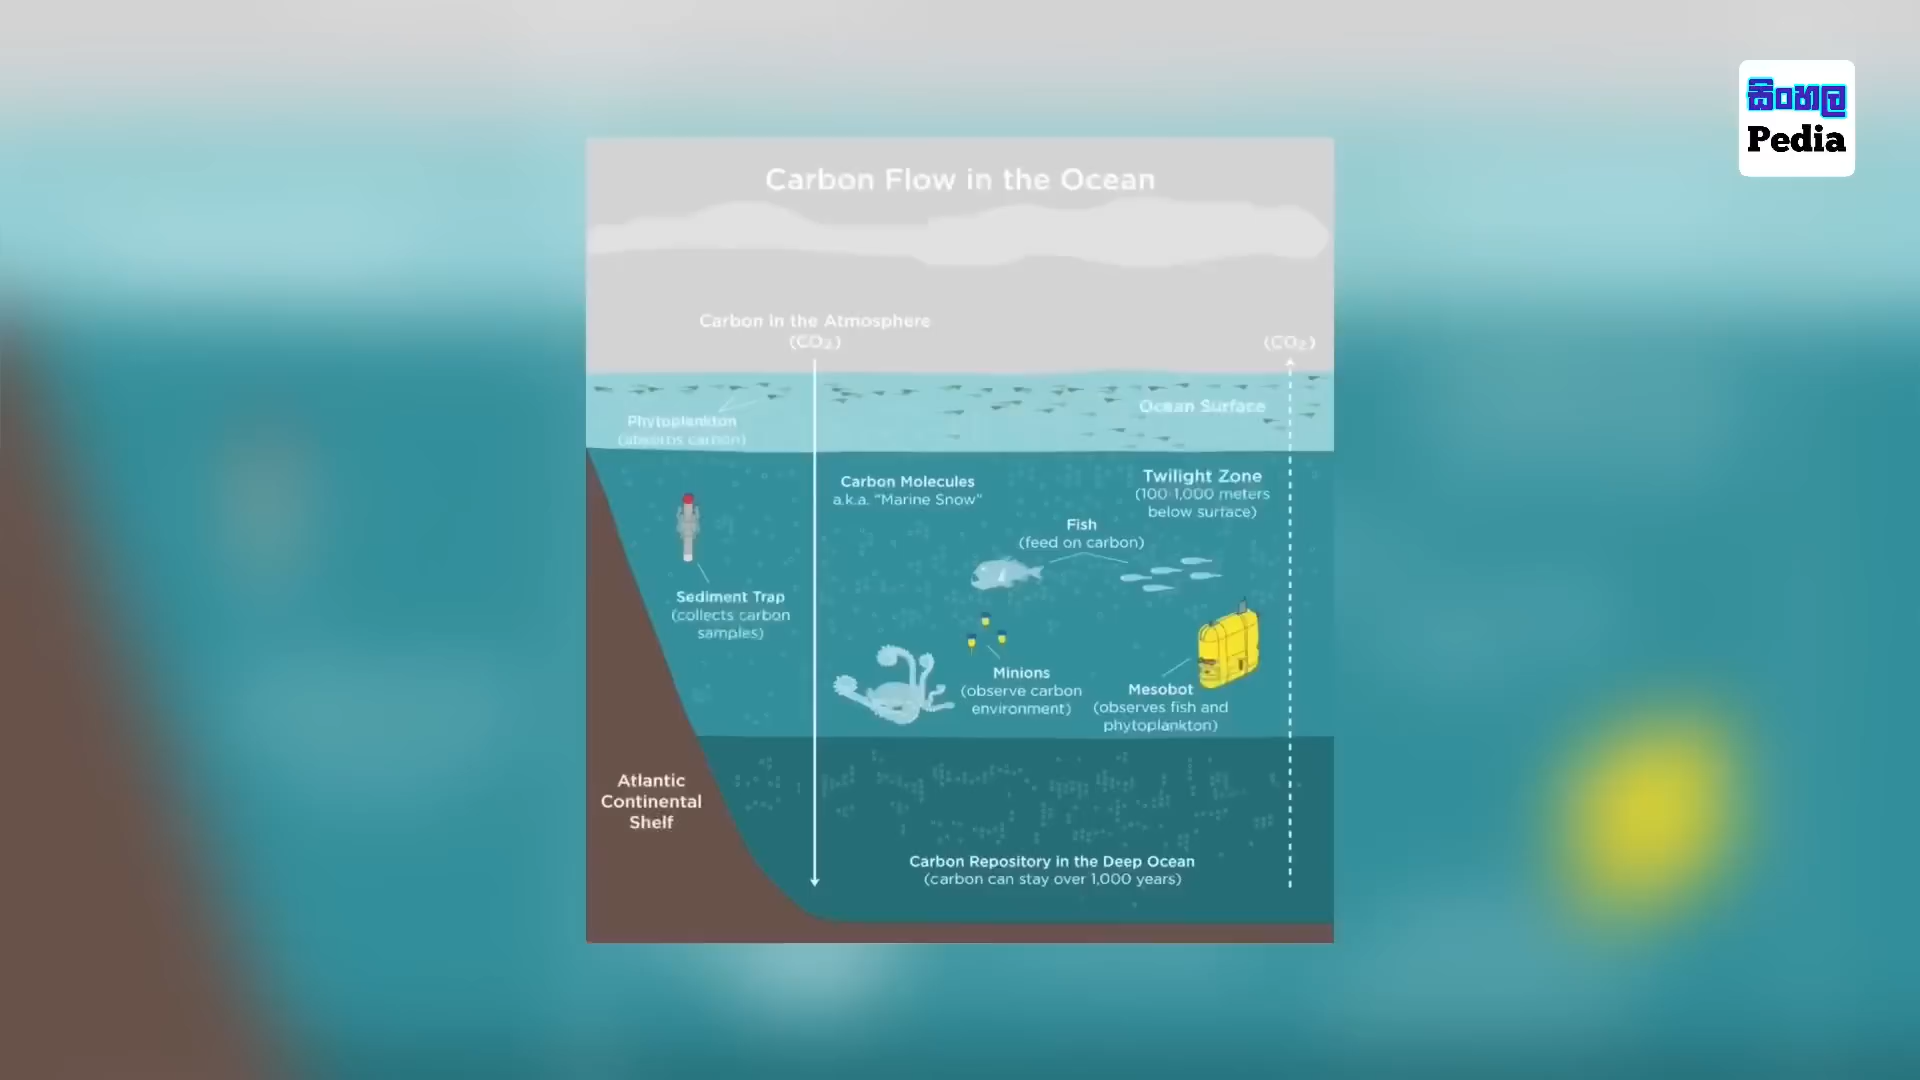 සිංහල
Pedia
Carbon Flow in the Ocean
Carbon in the Atmosphere
(CO₂)
(CO₂)
Phytoplankton
(absorbs carbon)
Ocean Surface
Carbon Molecules
a.k.a. "Marine Snow"
Twilight Zone
(100-1,000 meters
below surface)
Fish
(feed on carbon)
Sediment Trap
(collects carbon
samples)
Minions
(observe carbon
environment)
Mesobot
(observes fish and
phytoplankton)
Atlantic
Continental
Shelf
Carbon Repository in the Deep Ocean
(carbon can stay over 1,000 years)